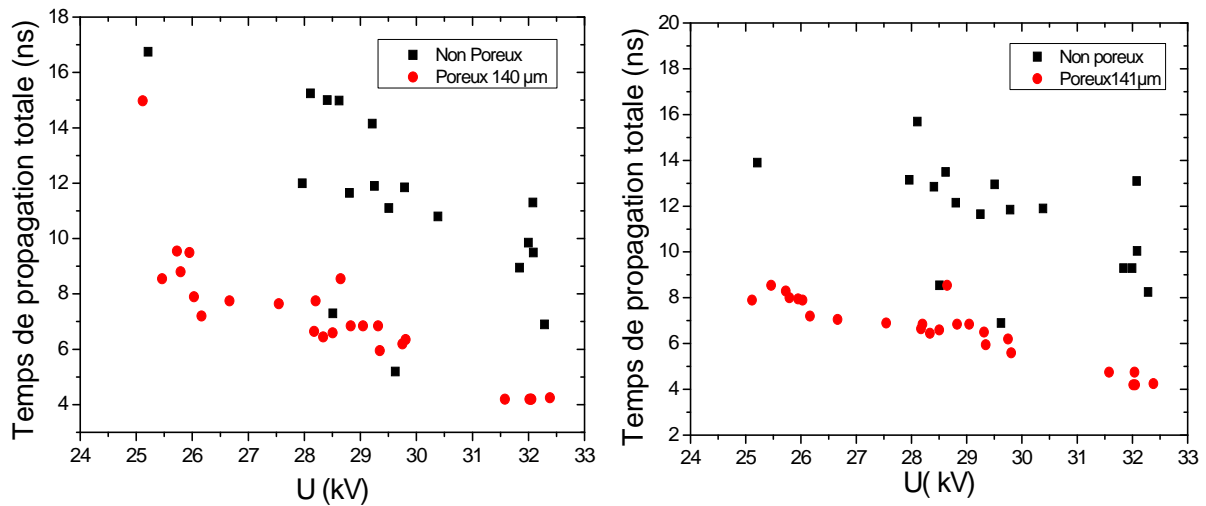 Temps de propagation totale (ns)
18
16
14
12
10
8
6
4
24 25 26 27 28 29 30 31 32 33
U (kV)
Non Poreux
Poreux 140 µm
Temps de propagation totale (ns)
20
18
16
14
12
10
8
6
4
2
24 25 26 27 28 29 30 31 32 33
U( kV)
Non poreux
Poreux141µm